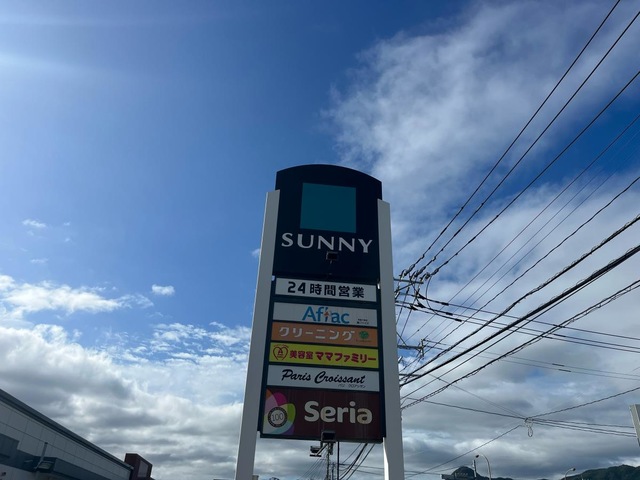 SUNNY
24時間営業
Aflac
クリーニング
美容室 ママファミリー
Paris Croissant
100
Seria